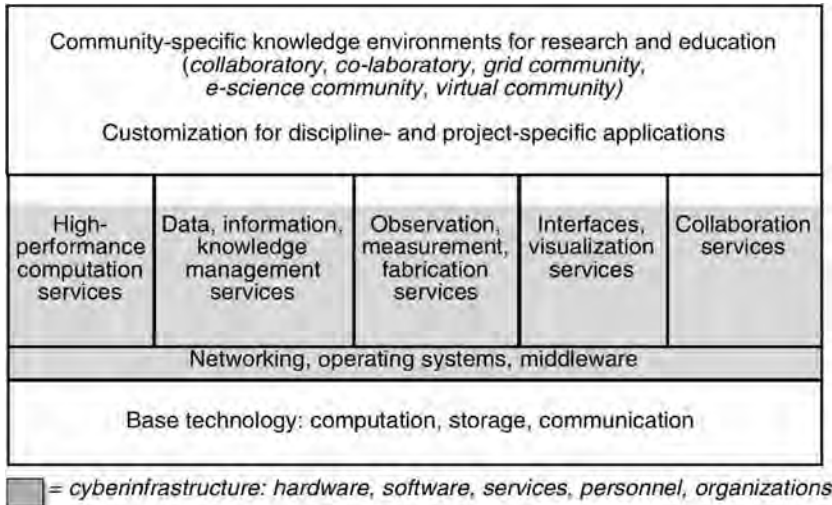 Community-specific knowledge environments for research and education
(collaboratory, co-laboratory, grid community,
e-science community, virtual community)
Customization for discipline- and project-specific applications
High-
performance
computation
services
Data, information,
knowledge
management
services
Observation,
measurement,
fabrication
services
Interfaces,
visualization
services
Collaboration
services
Networking, operating systems, middleware
Base technology: computation, storage, communication
= cyberinfrastructure: hardware, software, services, personnel, organizations